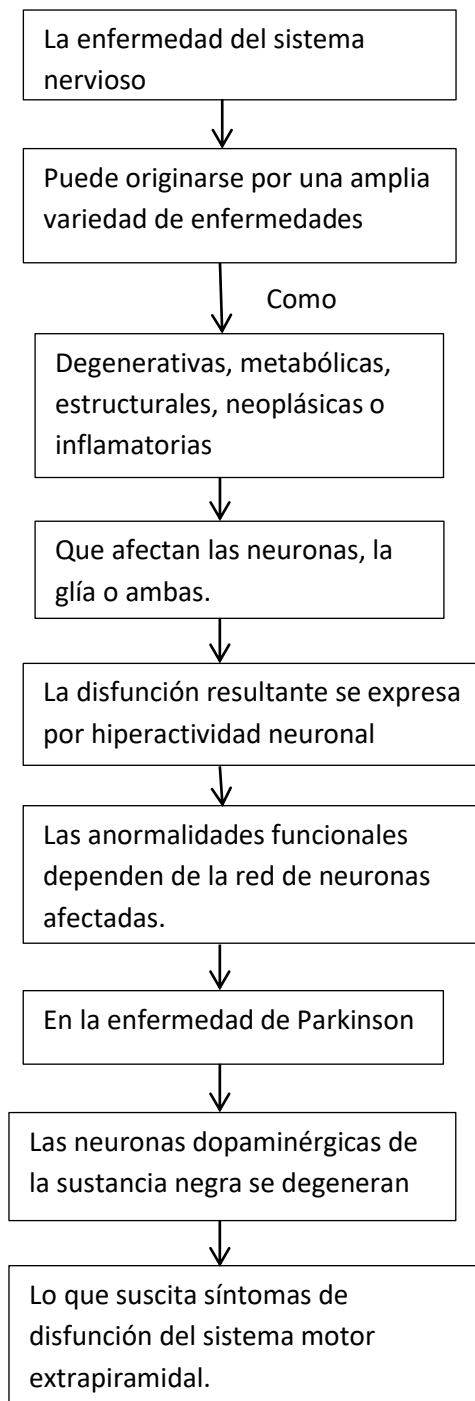 La enfermedad del sistema
nervioso
Puede originarse por una amplia
variedad de enfermedades
Como
Degenerativas, metabólicas,
estructurales, neoplásicas o
inflamatorias
Que afectan las neuronas, la
glía o ambas.
La disfunción resultante se expresa
por hiperactividad neuronal
Las anormalidades funcionales
dependen de la red de neuronas
afectadas.
En la enfermedad de Parkinson
Las neuronas dopaminérgicas de
la sustancia negra se degeneran
Lo que suscita síntomas de
disfunción del sistema motor
extrapiramidal.